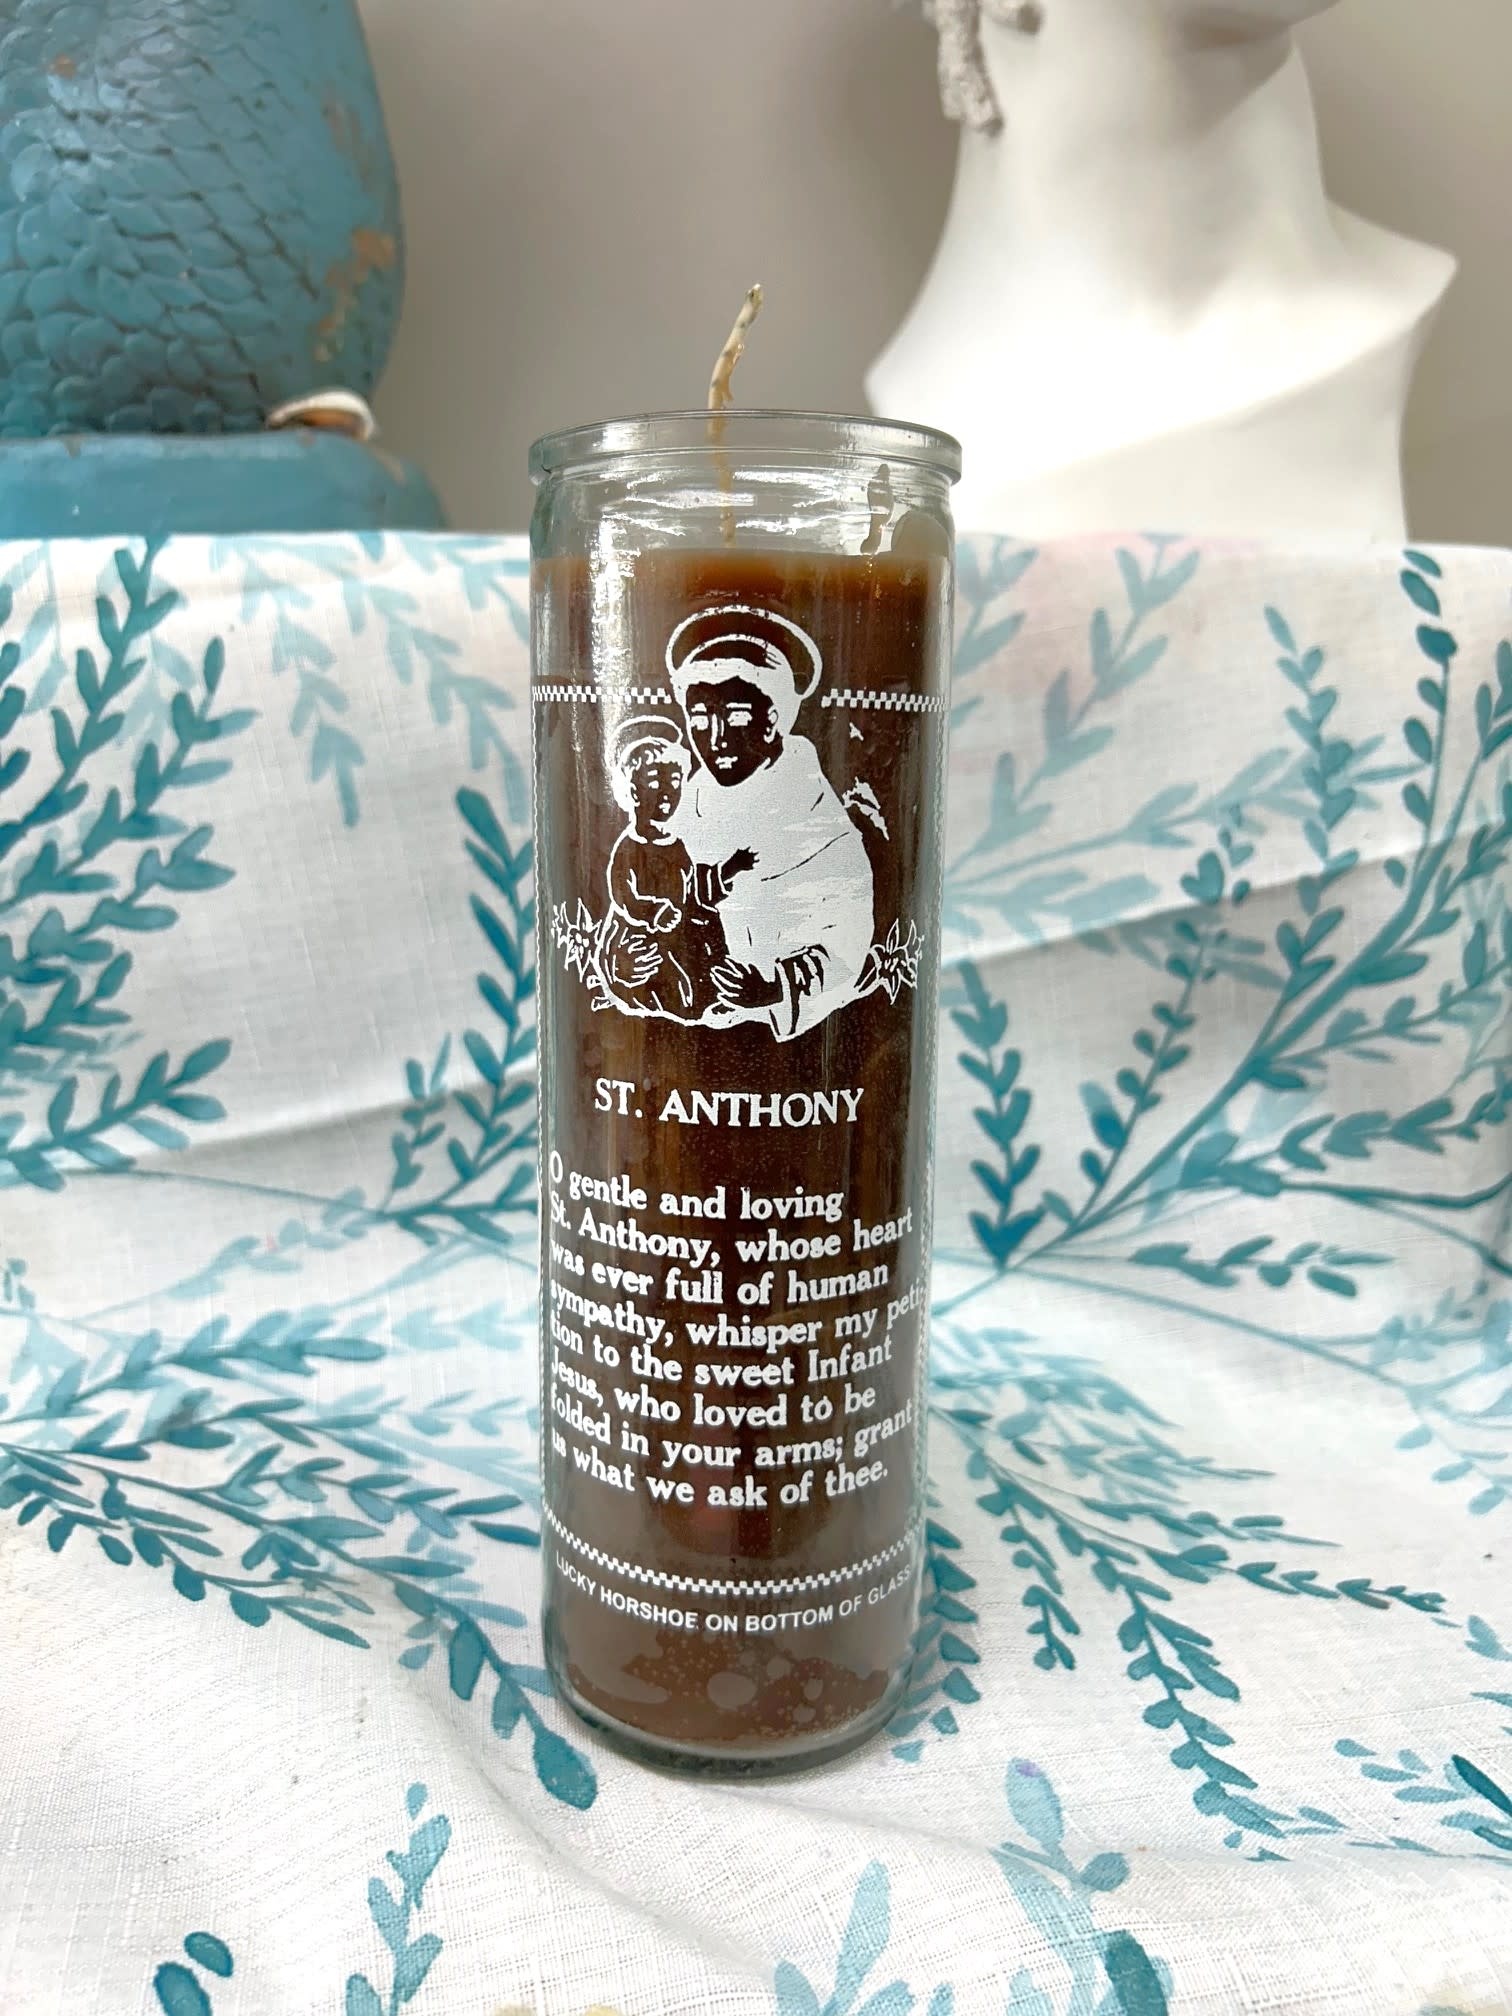 ST. ANTHONY
O gentle and loving
St. Anthony, whose heart
was ever full of human
sympathy, whisper my peti-
tion to the sweet Infant
Jesus, who loved to be
folded in your arms; grant
us what we ask of thee.
LUCKY HORSHOE ON BOTTOM OF GLASS